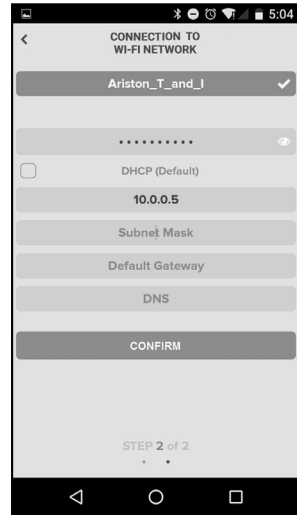 5:04
CONNECTION TO
WI-FI NETWORK
Ariston_T_and_I
••••••••••
DHCP (Default)
10.0.0.5
Subnet Mask
Default Gateway
DNS
CONFIRM
STEP 2 of 2